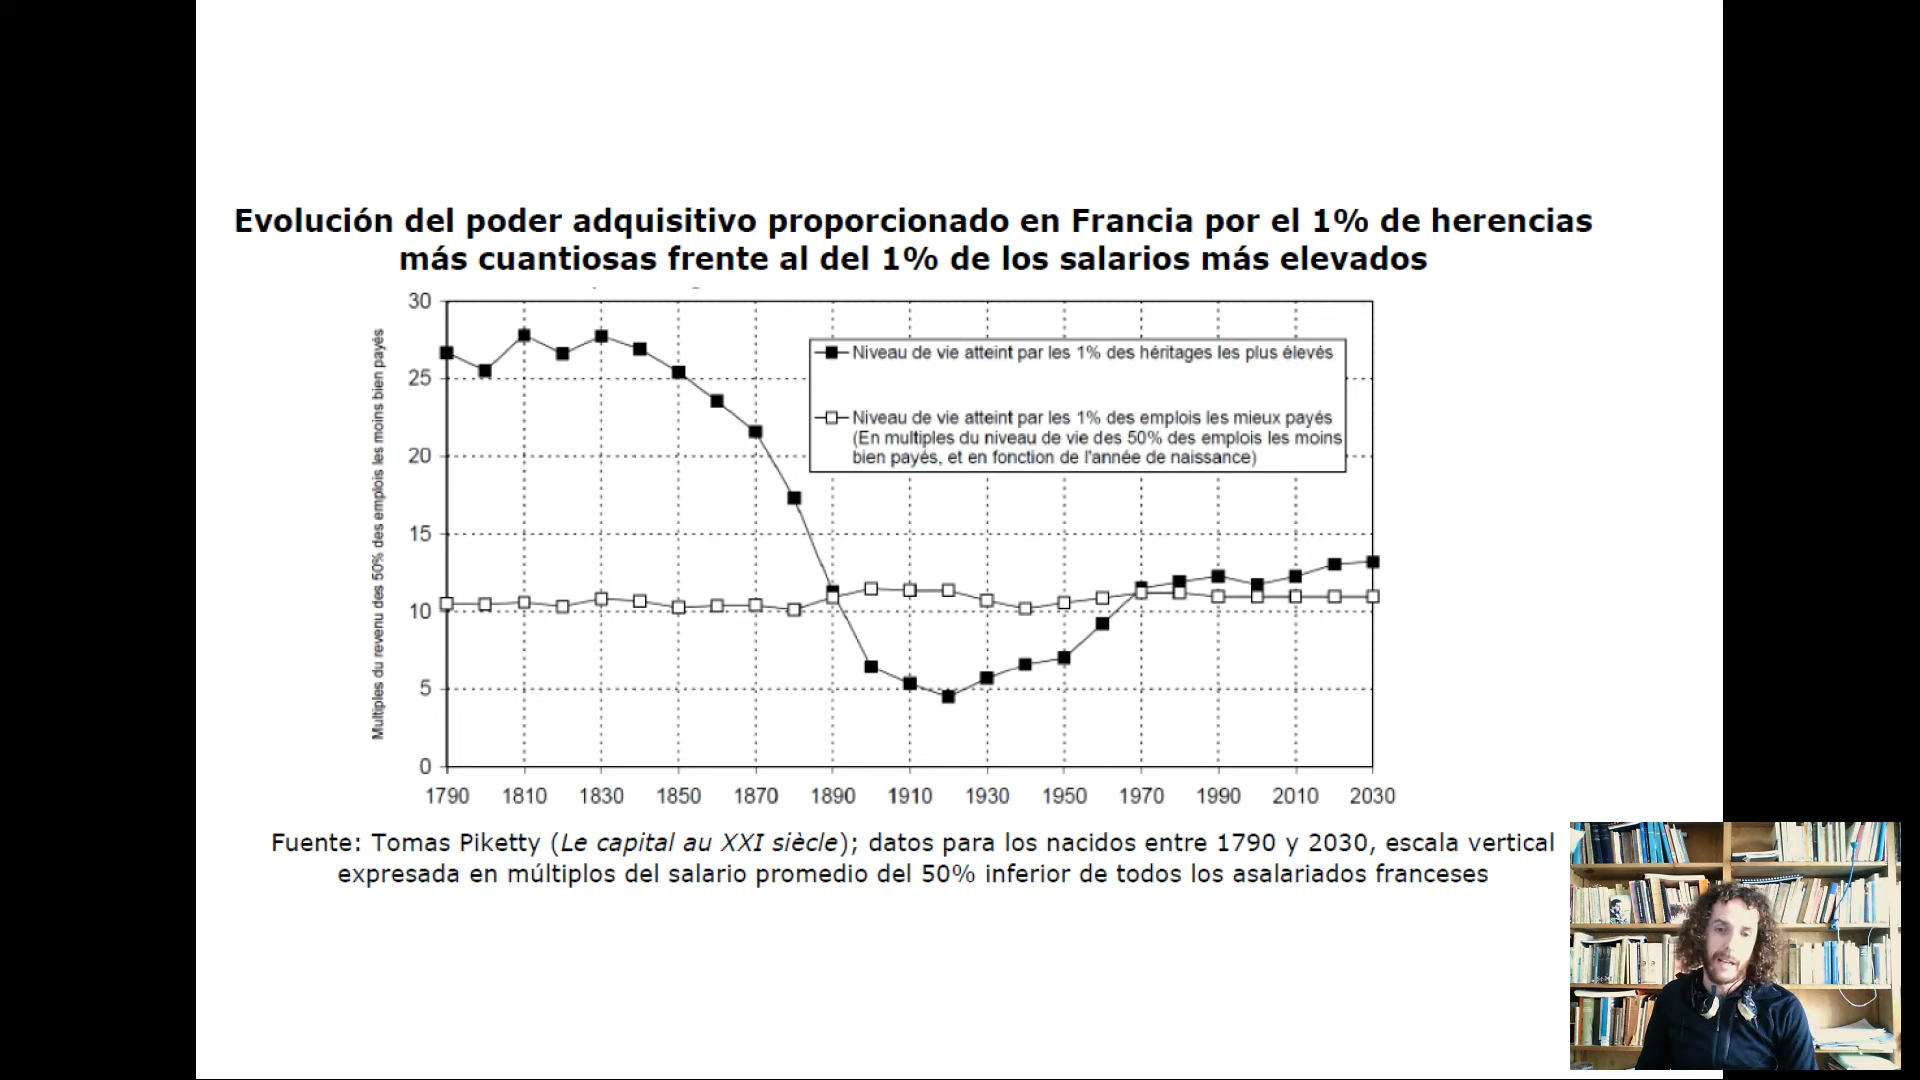 Evolución del poder adquisitivo proporcionado en Francia por el 1% de herencias
más cuantiosas frente al del 1% de los salarios más elevados
Multiples du revenu des 50% des emplois les moins bien payés
30
25
20
15
10
5
0
Niveau de vie atteint par les 1% des héritages les plus élevés
Niveau de vie atteint par les 1% des emplois les mieux payés
(En multiples du niveau de vie des 50% des emplois les moins
bien payés, et en fonction de l'année de naissance)
1790 1810 1830 1850 1870 1890 1910 1930 1950 1970 1990 2010 2030
Fuente: Tomas Piketty (Le capital au XXI siècle); datos para los nacidos entre 1790 y 2030, escala vertical
expresada en múltiplos del salario promedio del 50% inferior de todos los asalariados franceses